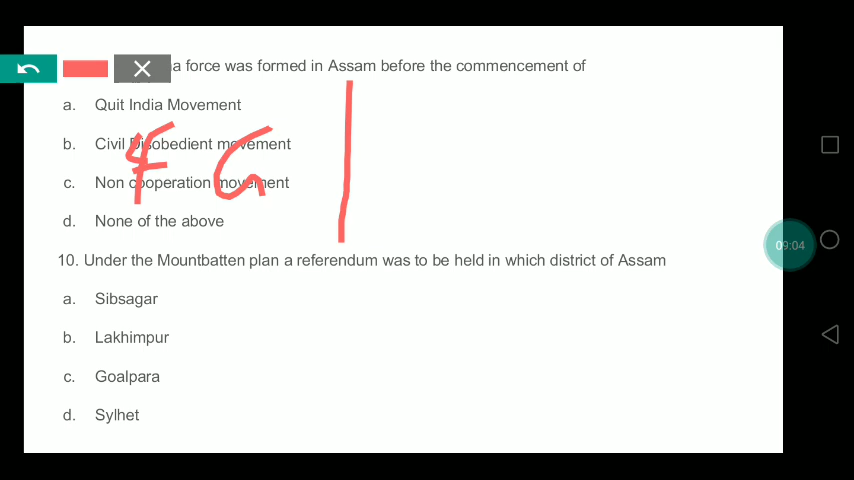 a force was formed in Assam before the commencement of
a. Quit India Movement
b. Civil Disobedient movement
c. Non cooperation movement
d. None of the above
10. Under the Mountbatten plan a referendum was to be held in which district of Assam
a. Sibsagar
b. Lakhimpur
c. Goalpara
d. Sylhet
09:04